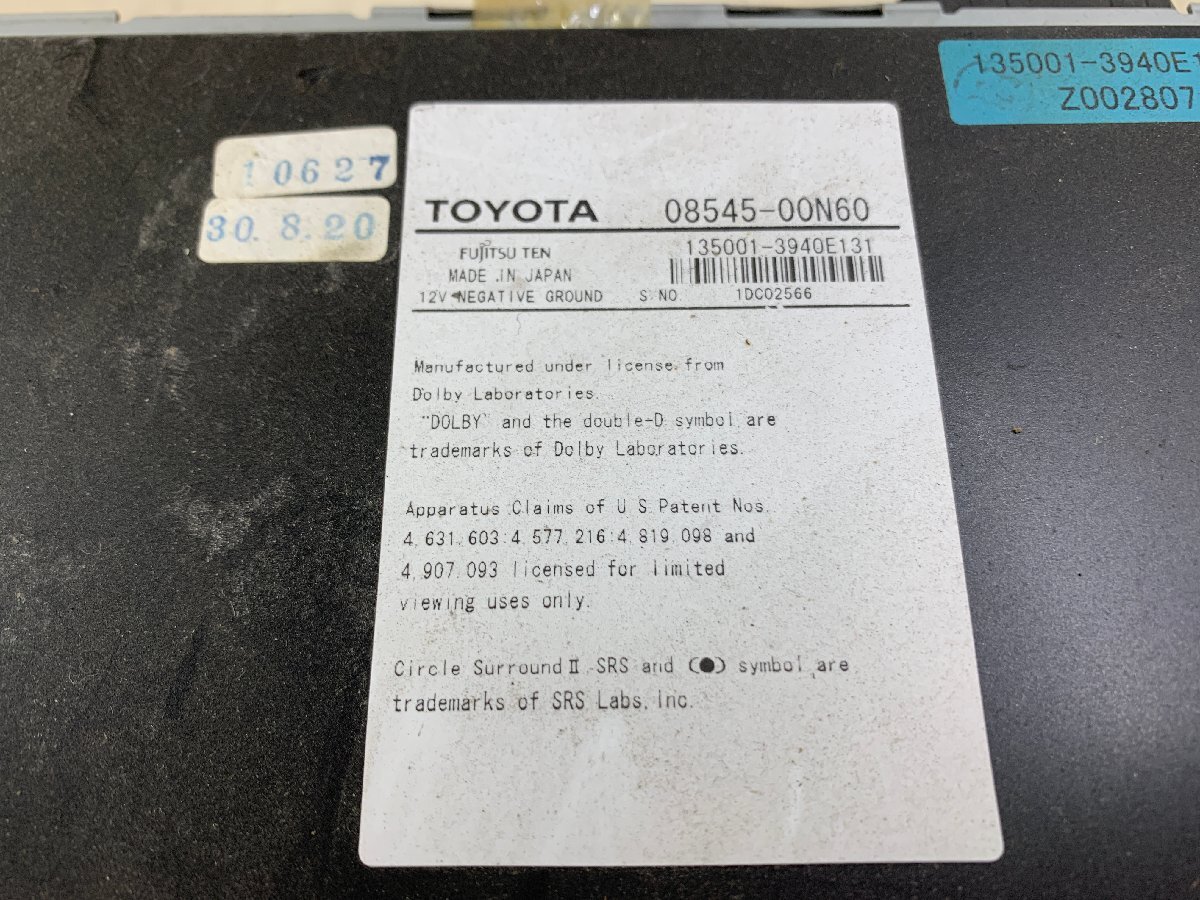 135001-3940E1
Z002807
10627
30.8.20
TOYOTA 08545-00N60
FUJITSU TEN 135001-3940E131
MADE IN JAPAN
12V NEGATIVE GROUND S.NO. 1DC02566
Manufactured under license from
Dolby Laboratories.
"DOLBY" and the double-D symbol are
trademarks of Dolby Laboratories.
Apparatus Claims of U.S.Patent Nos.
4,631,603:4,577,216:4,819,098 and
4,907,093 licensed for limited
viewing uses only.
Circle SurroundⅡ,SRS and (●) symbol are
trademarks of SRS Labs,Inc.